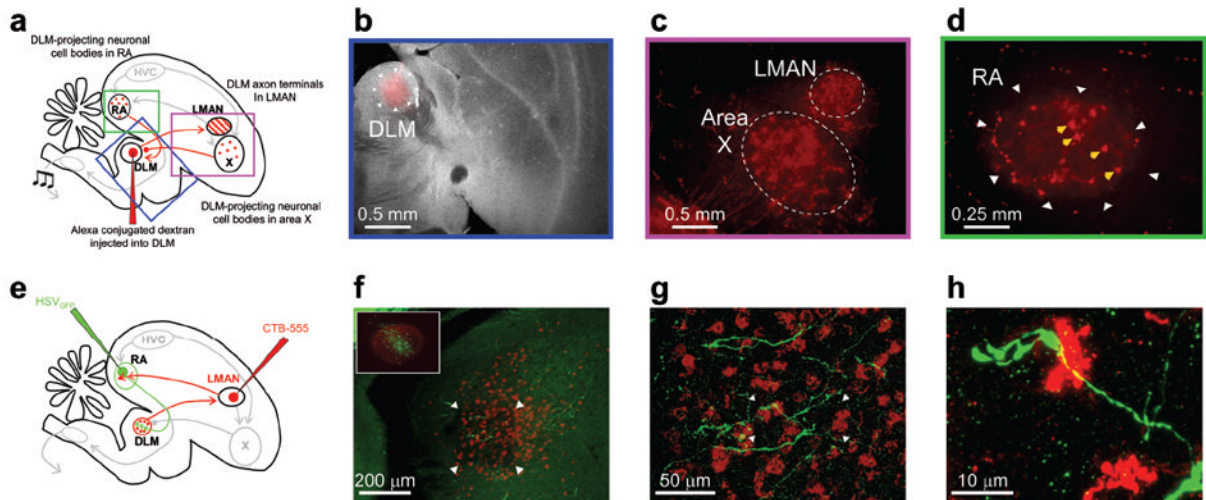 a
DLM-projecting neuronal
cell bodies in RA
HVC
DLM axon terminals
In LMAN
RA
LMAN
X
DLM
DLM-projecting neuronal
cell bodies in area X
Alexa conjugated dextran
injected into DLM
b
DLM
0.5 mm
c
LMAN
Area
X
0.5 mm
d
RA
0.25 mm
e
HSVGFP
CTB-555
HVC
RA
LMAN
DLM
X
f
200 μm
g
50 μm
h
10 μm